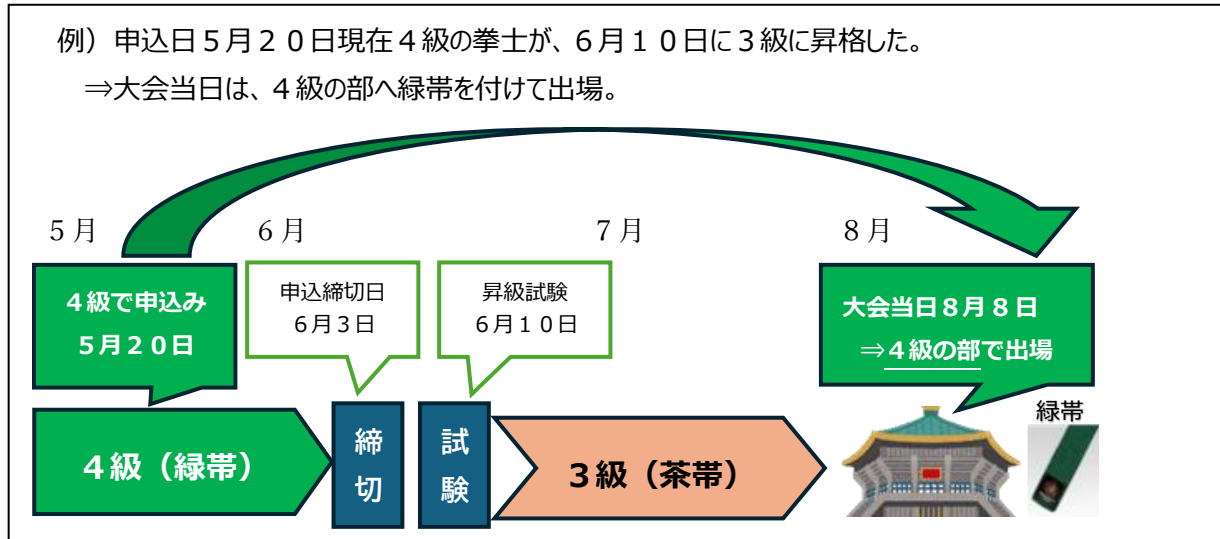 例）申込日５月２０日現在４級の拳士が、６月１０日に３級に昇格した。
⇒大会当日は、４級の部へ緑帯を付けて出場。
５月
６月
７月
８月
４級で申込み
５月２０日
申込締切日
６月３日
昇級試験
６月１０日
大会当日８月８日
⇒４級の部で出場
４級（緑帯）
締
切
試
験
３級（茶帯）
緑帯